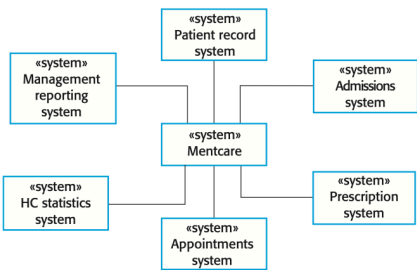 «system»
Patient record
system
«system»
Management
reporting
system
«system»
Admissions
system
«system»
Mentcare
«system»
HC statistics
system
«system»
Prescription
system
«system»
Appointments
system